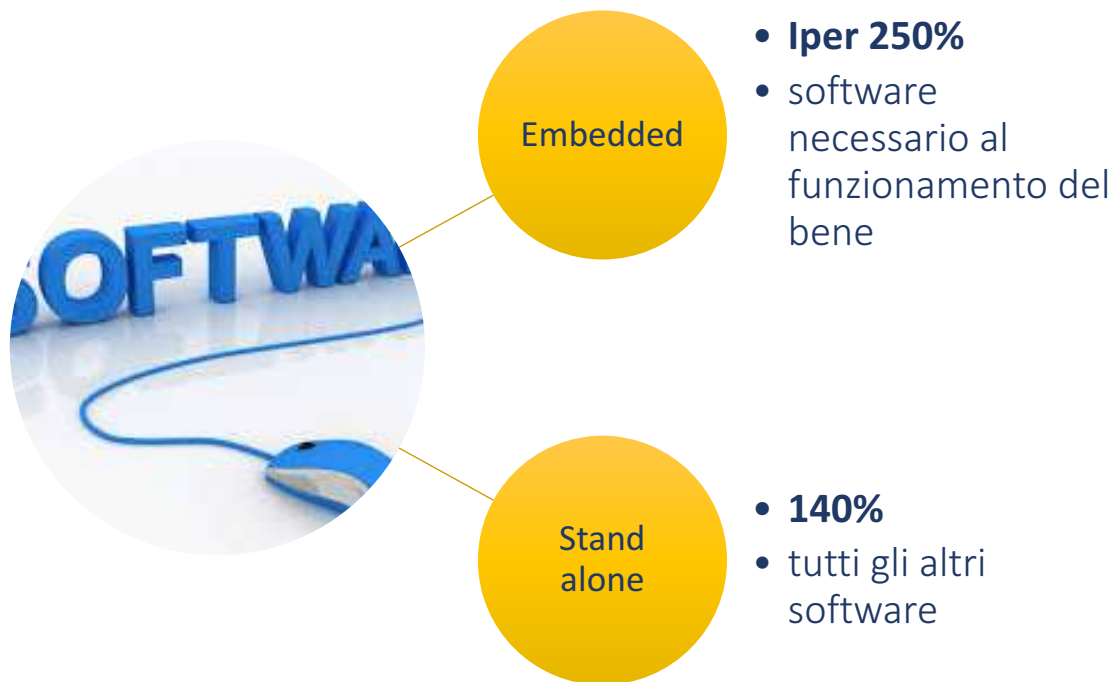 SOFTWA
Embedded
• Iper 250%
• software
necessario al
funzionamento del
bene
Stand
alone
• 140%
• tutti gli altri
software